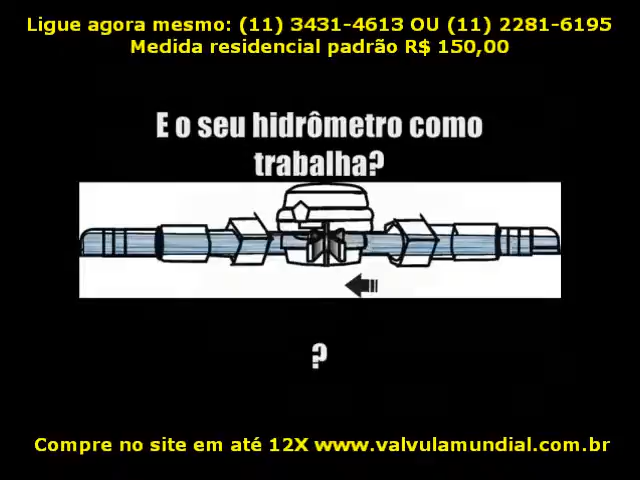 Ligue agora mesmo: (11) 3431-4613 OU (11) 2281-6195
Medida residencial padrão R$ 150,00
E o seu hidrômetro como
trabalha?
?
Compre no site em até 12X www.valvulamundial.com.br